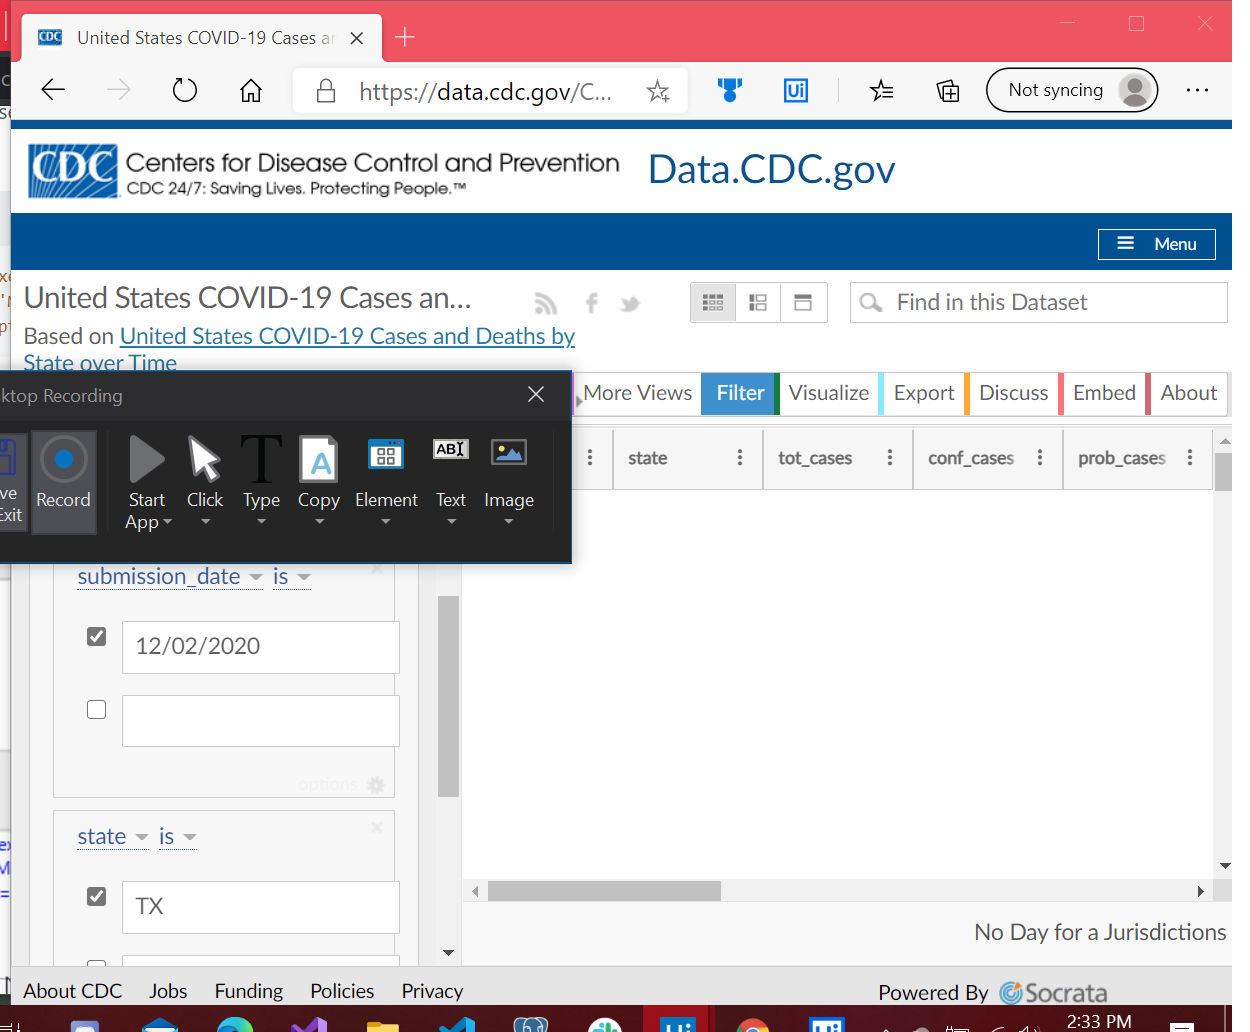 United States COVID-19 Cases ar
https://data.cdc.gov/C...
Ui
Not syncing
CDC Centers for Disease Control and Prevention
CDC 24/7: Saving Lives. Protecting People.™
Data.CDC.gov
Menu
United States COVID-19 Cases an...
Find in this Dataset
Based on United States COVID-19 Cases and Deaths by
State over Time
ktop Recording
More Views
Filter
Visualize
Export
Discuss
Embed
About
state
tot_cases
conf_cases
prob_cases
ve
Exit
Record
Start
App
Click
Type
Copy
Element
Text
Image
submission_date is
12/02/2020
options
state is
TX
No Day for a Jurisdictions
About CDC Jobs Funding Policies Privacy
Powered By Socrata
2:33 PM